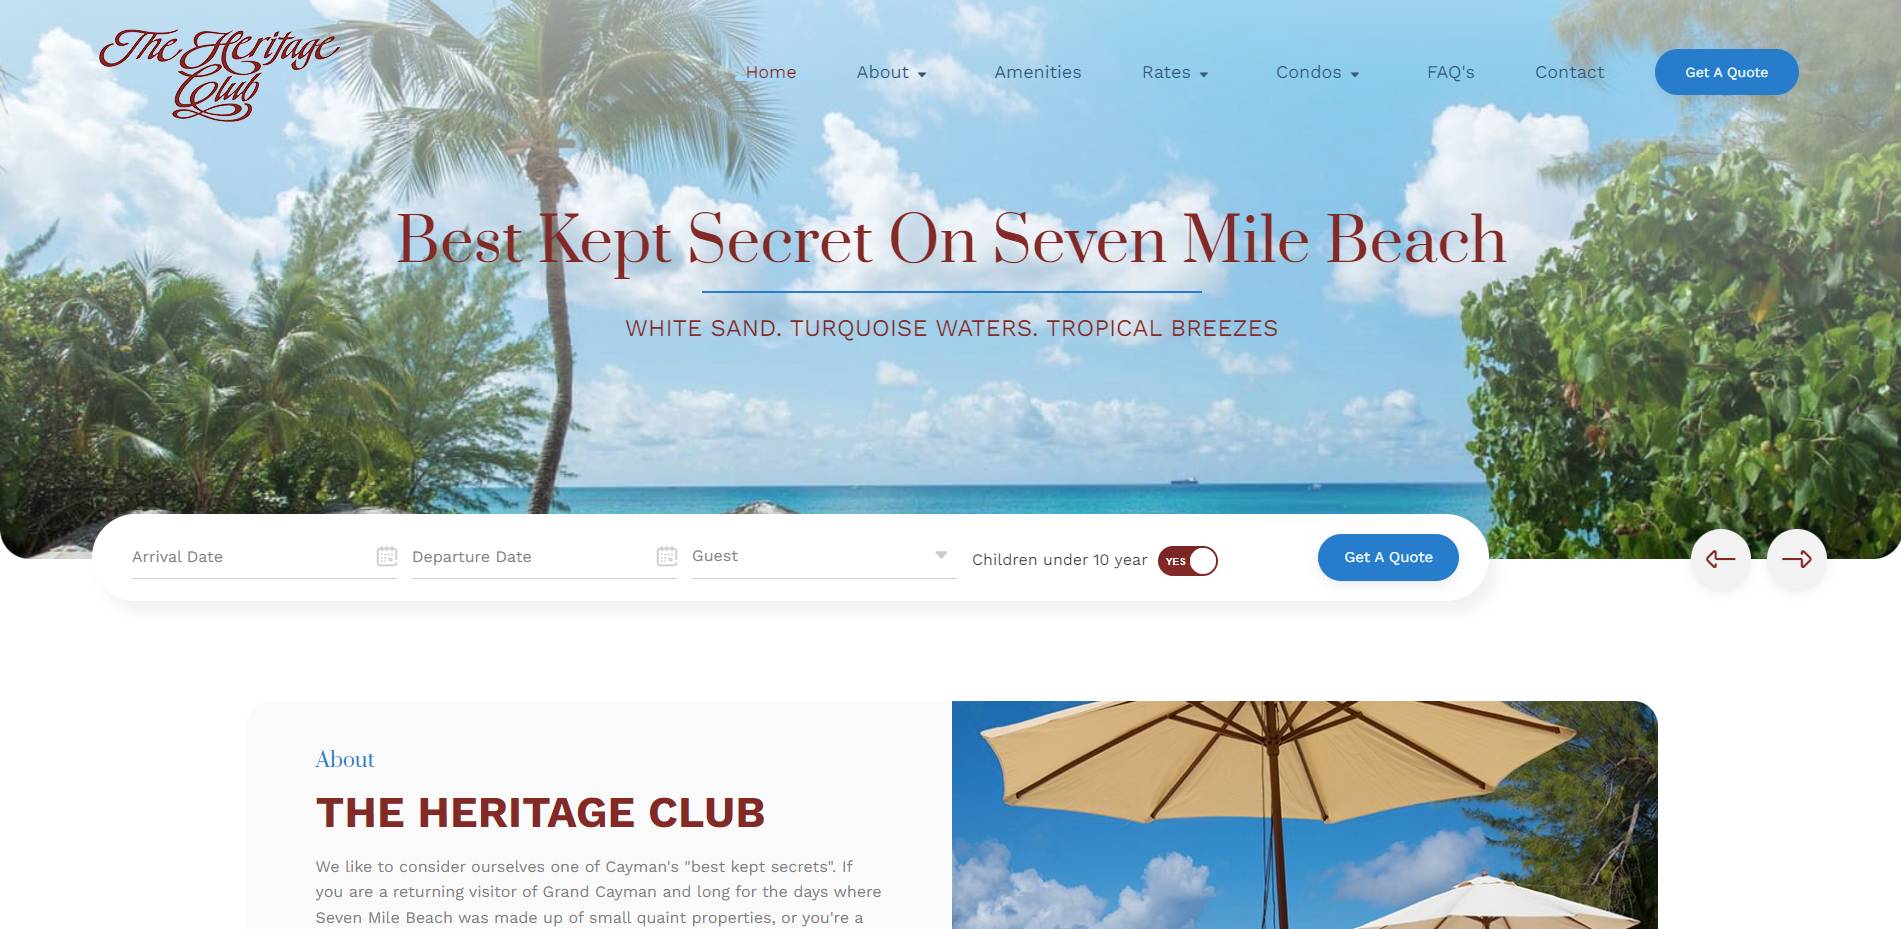 The Heritage
Club
Home
About
Amenities
Rates
Condos
FAQ's
Contact
Get A Quote
Best Kept Secret On Seven Mile Beach
WHITE SAND. TURQUOISE WATERS. TROPICAL BREEZES
Arrival Date
Departure Date
Guest
Children under 10 year
YES
Get A Quote
About
THE HERITAGE CLUB
We like to consider ourselves one of Cayman's "best kept secrets". If
you are a returning visitor of Grand Cayman and long for the days where
Seven Mile Beach was made up of small quaint properties, or you're a